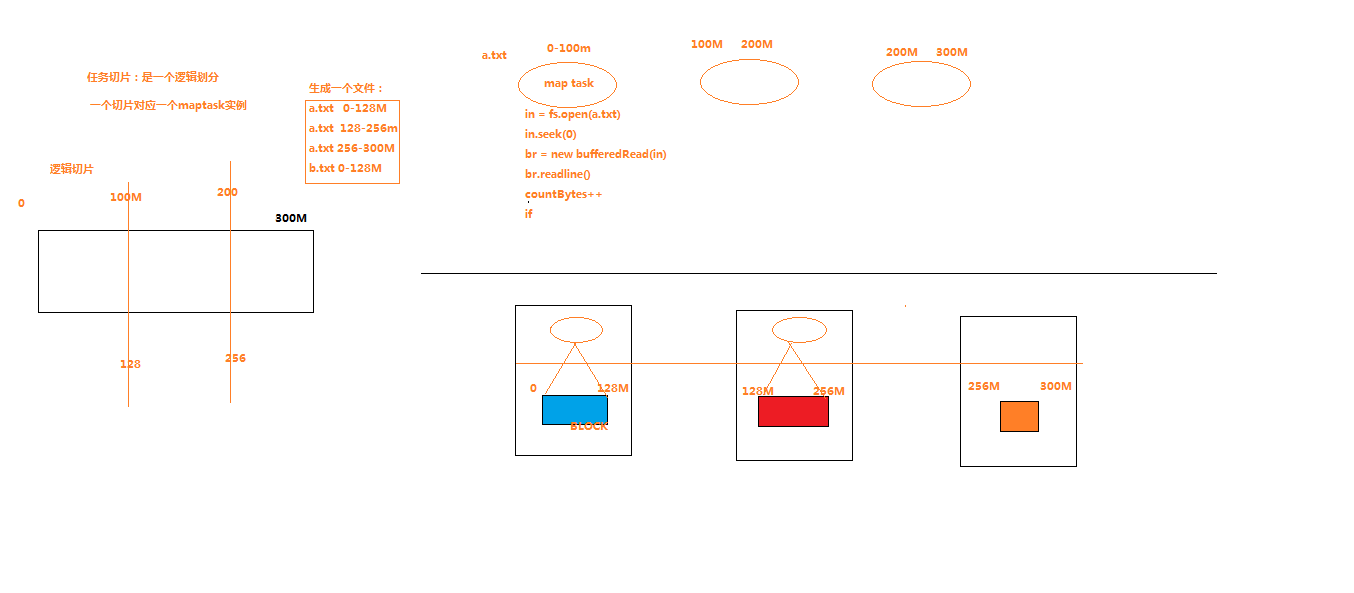 任务切片：是一个逻辑划分
一个切片对应一个maptask实例
生成一个文件：
a.txt 0-128M
a.txt 128-256m
a.txt 256-300M
b.txt 0-128M
逻辑切片
0
100M
200
300M
128
256
a.txt
0-100m
map task
in = fs.open(a.txt)
in.seek(0)
br = new bufferedRead(in)
br.readline()
countBytes++
if
100M 200M
200M 300M
0 128M
BLOCK
128M 256M
256M 300M